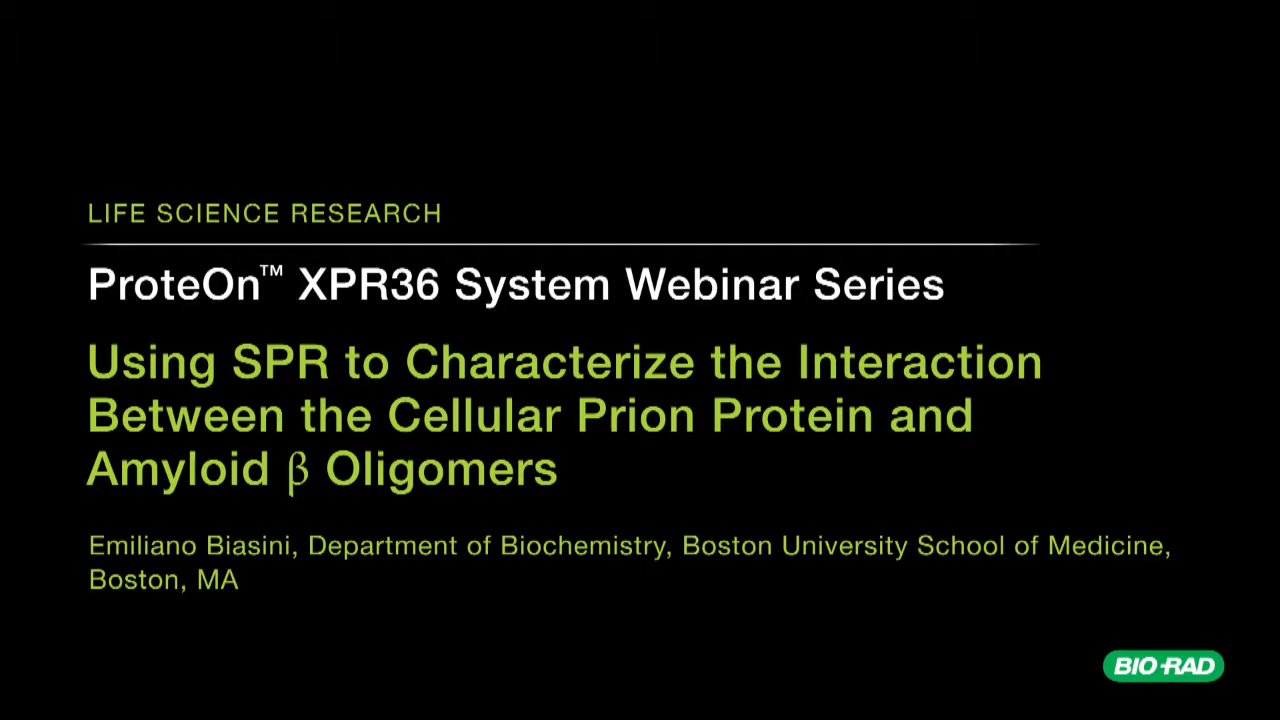 LIFE SCIENCE RESEARCH
ProteOn™ XPR36 System Webinar Series
Using SPR to Characterize the Interaction
Between the Cellular Prion Protein and
Amyloid β Oligomers
Emiliano Biasini, Department of Biochemistry, Boston University School of Medicine,
Boston, MA
BIO-RAD